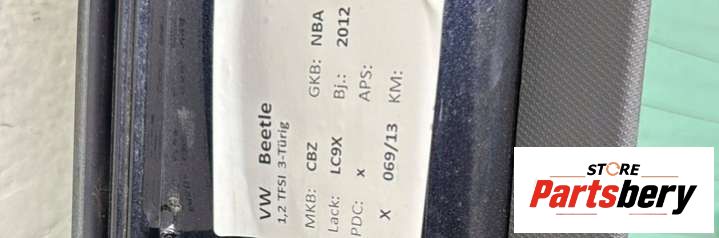 VW Beetle
1,2 TFSI 3-Türig
MKB: CBZ GKB: NBA
Lack: LC9X Bj.: 2012
PDC: x APS:
X 069/13 KM:
STORE
Partsbery